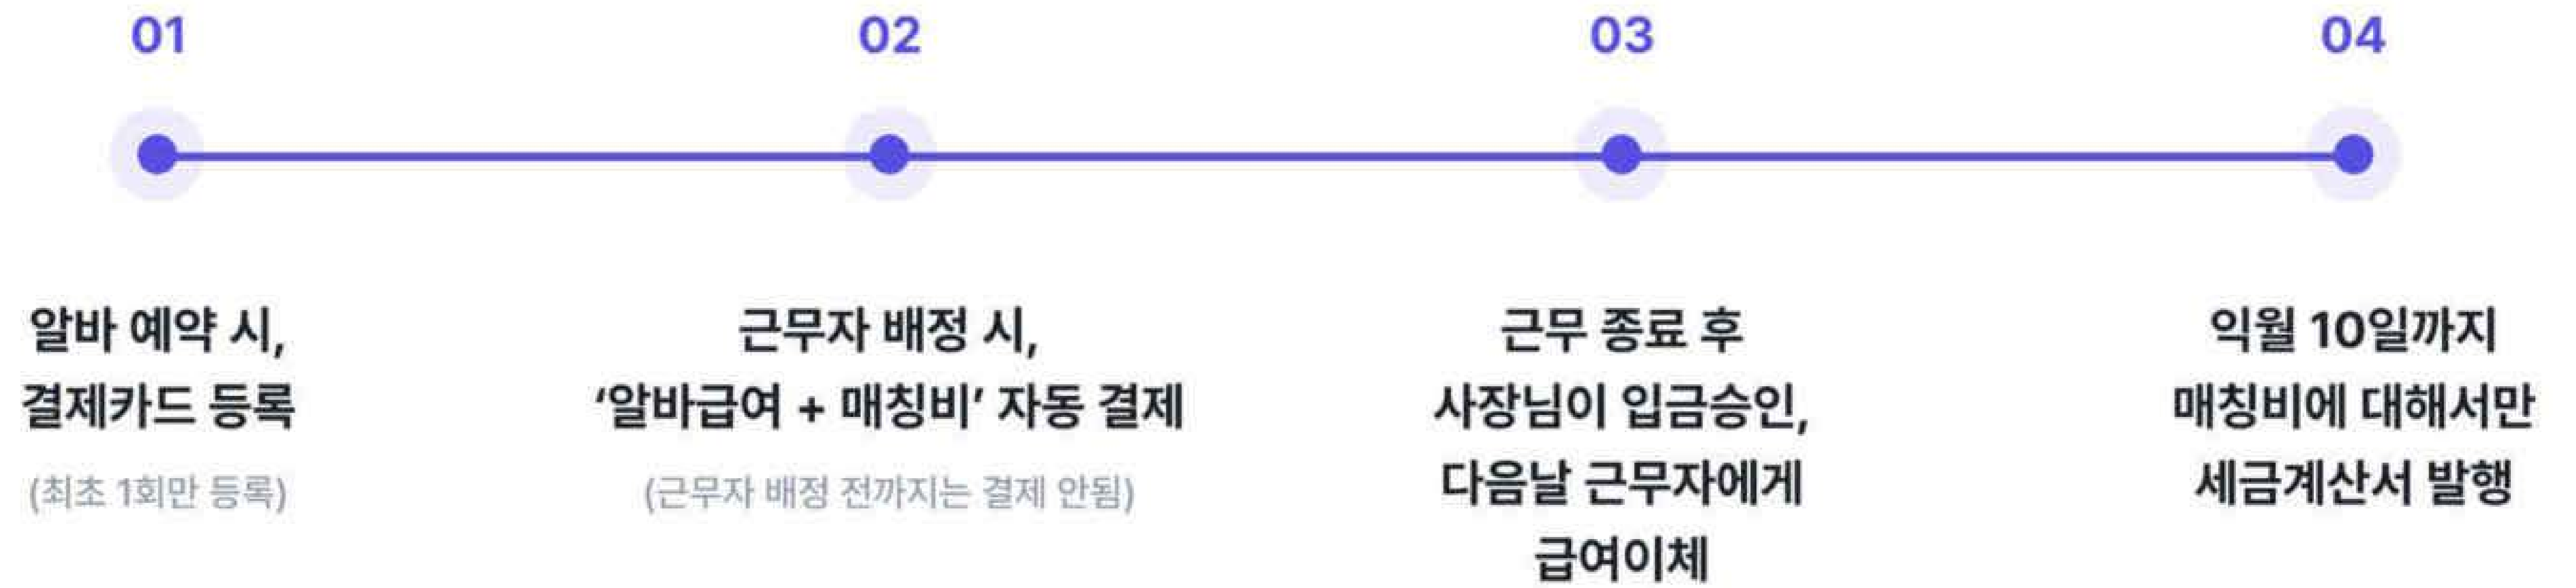 01
02
03
04
알바 예약 시,
결제카드 등록
(최초 1회만 등록)
근무자 배정 시,
‘알바급여 + 매칭비’ 자동 결제
(근무자 배정 전까지는 결제 안됨)
근무 종료 후
사장님이 입금승인,
다음날 근무자에게
급여이체
익월 10일까지
매칭비에 대해서만
세금계산서 발행